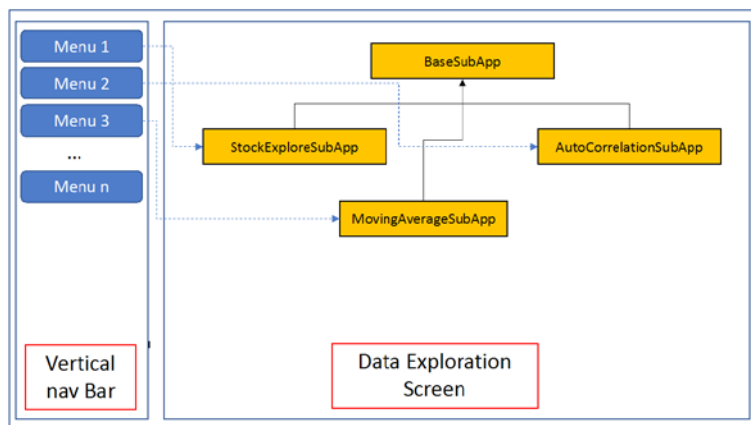 Menu 1
Menu 2
Menu 3
...
Menu n
Vertical
nav Bar
BaseSubApp
StockExploreSubApp
AutoCorrelationSubApp
MovingAverageSubApp
Data Exploration
Screen